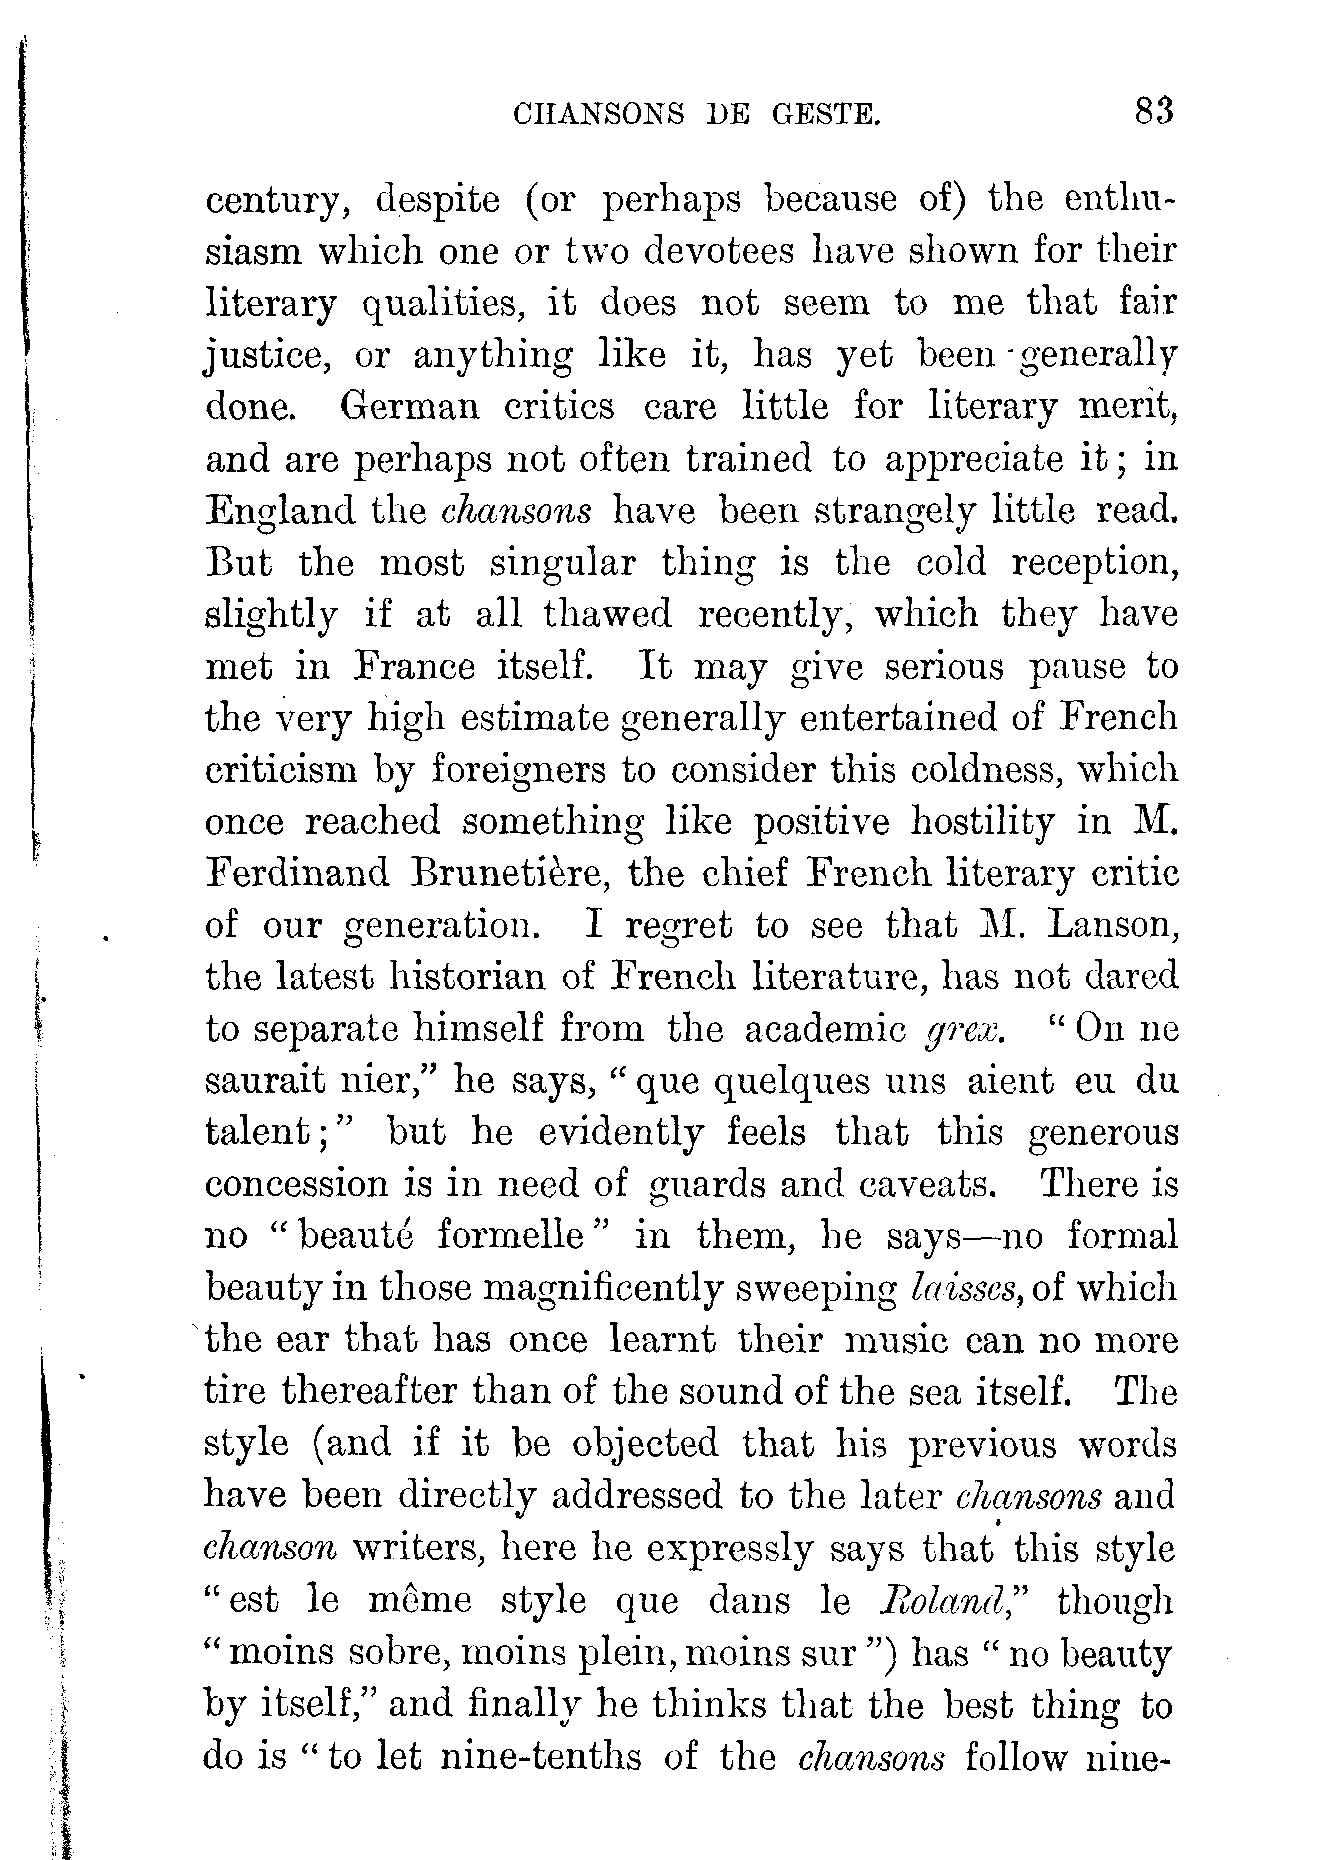 CHANSONS DE GESTE. 83
century, despite (or perhaps because of) the enthu-
siasm which one or two devotees have shown for their
literary qualities, it does not seem to me that fair
justice, or anything like it, has yet been generally
done. German critics care little for literary merit,
and are perhaps not often trained to appreciate it; in
England the chansons have been strangely little read.
But the most singular thing is the cold reception,
slightly if at all thawed recently, which they have
met in France itself. It may give serious pause to
the very high estimate generally entertained of French
criticism by foreigners to consider this coldness, which
once reached something like positive hostility in M.
Ferdinand Brunetière, the chief French literary critic
of our generation. I regret to see that M. Lanson,
the latest historian of French literature, has not dared
to separate himself from the academic grex. "On ne
saurait nier," he says, "que quelques uns aient eu du
talent;" but he evidently feels that this generous
concession is in need of guards and caveats. There is
no "beauté formelle" in them, he says—no formal
beauty in those magnificently sweeping laisses, of which
the ear that has once learnt their music can no more
tire thereafter than of the sound of the sea itself. The
style (and if it be objected that his previous words
have been directly addressed to the later chansons and
chanson writers, here he expressly says that this style
"est le même style que dans le Roland," though
"moins sobre, moins plein, moins sur") has "no beauty
by itself," and finally he thinks that the best thing to
do is "to let nine-tenths of the chansons follow nine-